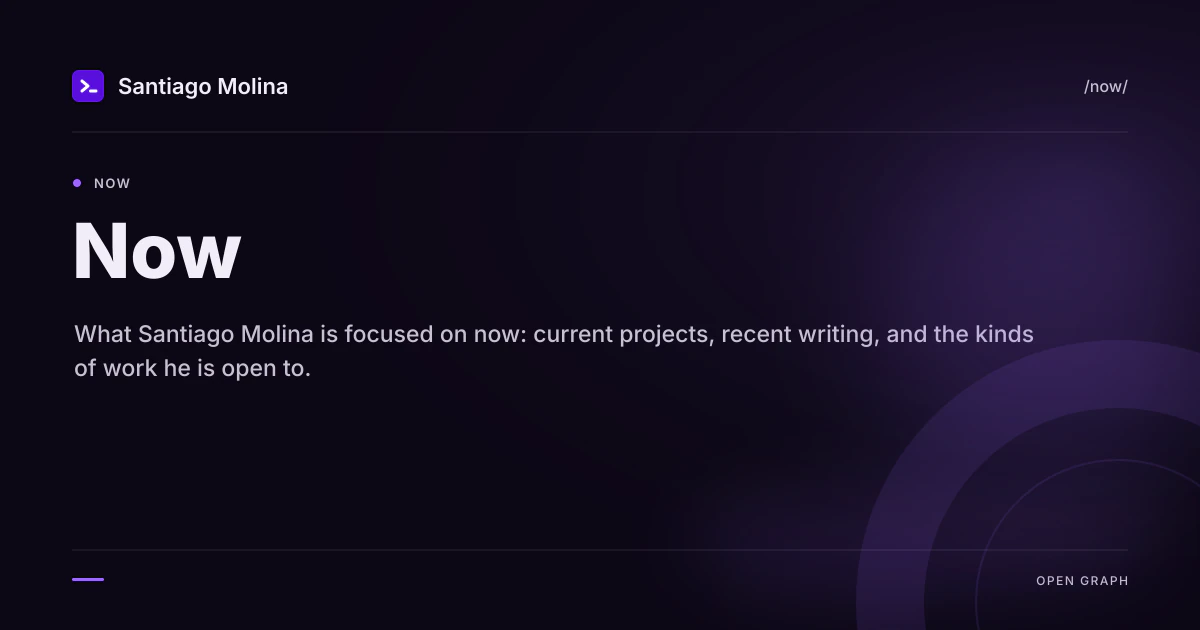 Santiago Molina
/now/
NOW
Now
What Santiago Molina is focused on now: current projects, recent writing, and the kinds
of work he is open to.
OPEN GRAPH